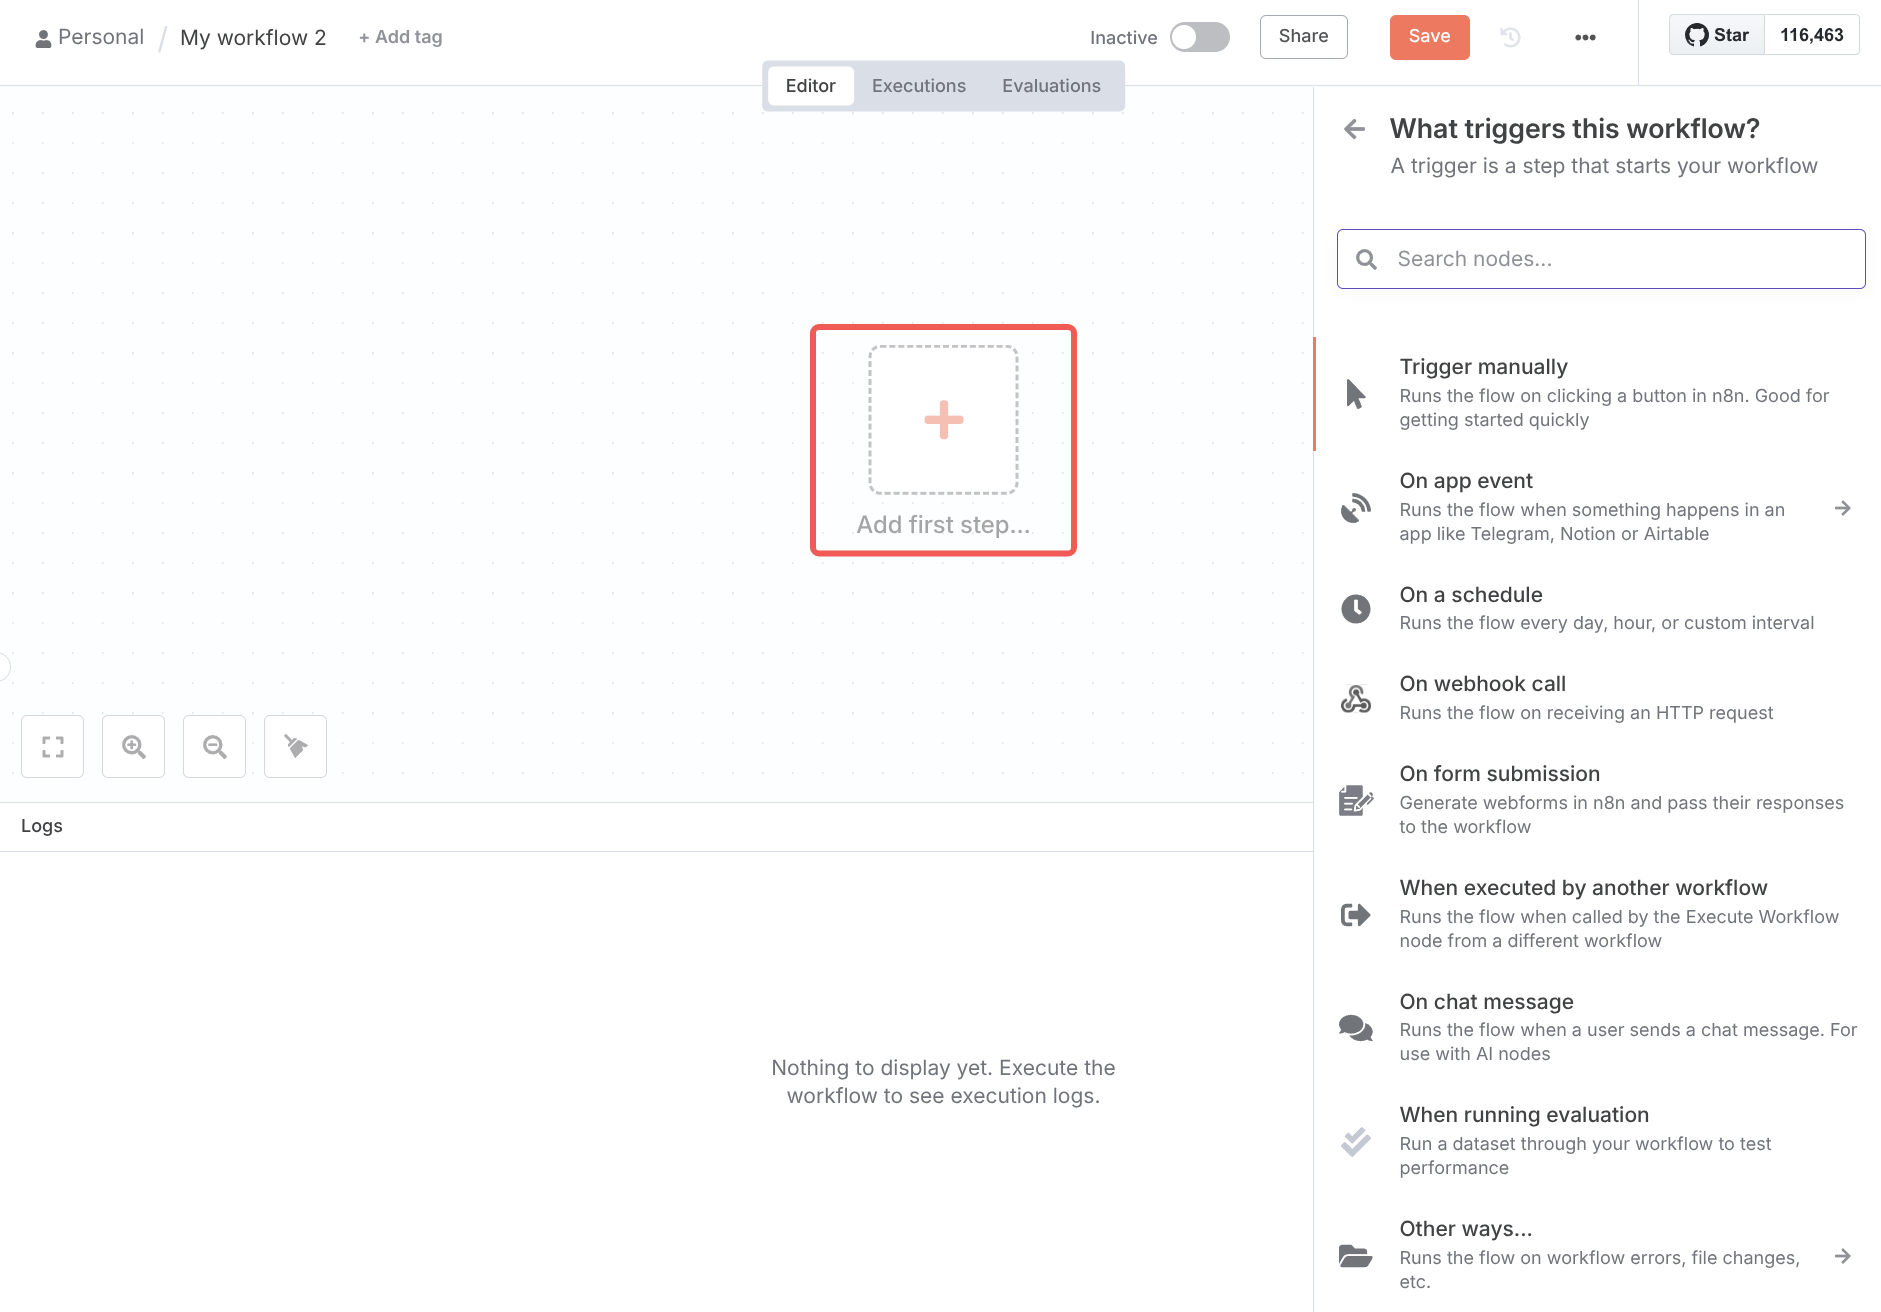 Personal / My workflow 2 + Add tag
Inactive Share Save ••• Star 116,463
Editor Executions Evaluations
Add first step...
Logs
Nothing to display yet. Execute the
workflow to see execution logs.
What triggers this workflow?
A trigger is a step that starts your workflow
Search nodes...
Trigger manually
Runs the flow on clicking a button in n8n. Good for
getting started quickly
On app event
Runs the flow when something happens in an
app like Telegram, Notion or Airtable
On a schedule
Runs the flow every day, hour, or custom interval
On webhook call
Runs the flow on receiving an HTTP request
On form submission
Generate webforms in n8n and pass their responses
to the workflow
When executed by another workflow
Runs the flow when called by the Execute Workflow
node from a different workflow
On chat message
Runs the flow when a user sends a chat message. For
use with AI nodes
When running evaluation
Run a dataset through your workflow to test
performance
Other ways...
Runs the flow on workflow errors, file changes,
etc.